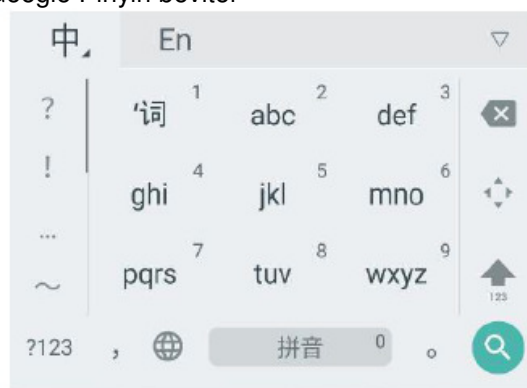 Google Pinyin bevitel
中 En
? '词 1 abc 2 def 3
! ghi 4 jkl 5 mno 6
… pqrs 7 tuv 8 wxyz 9
~ 123
?123 , 拼音 0 。